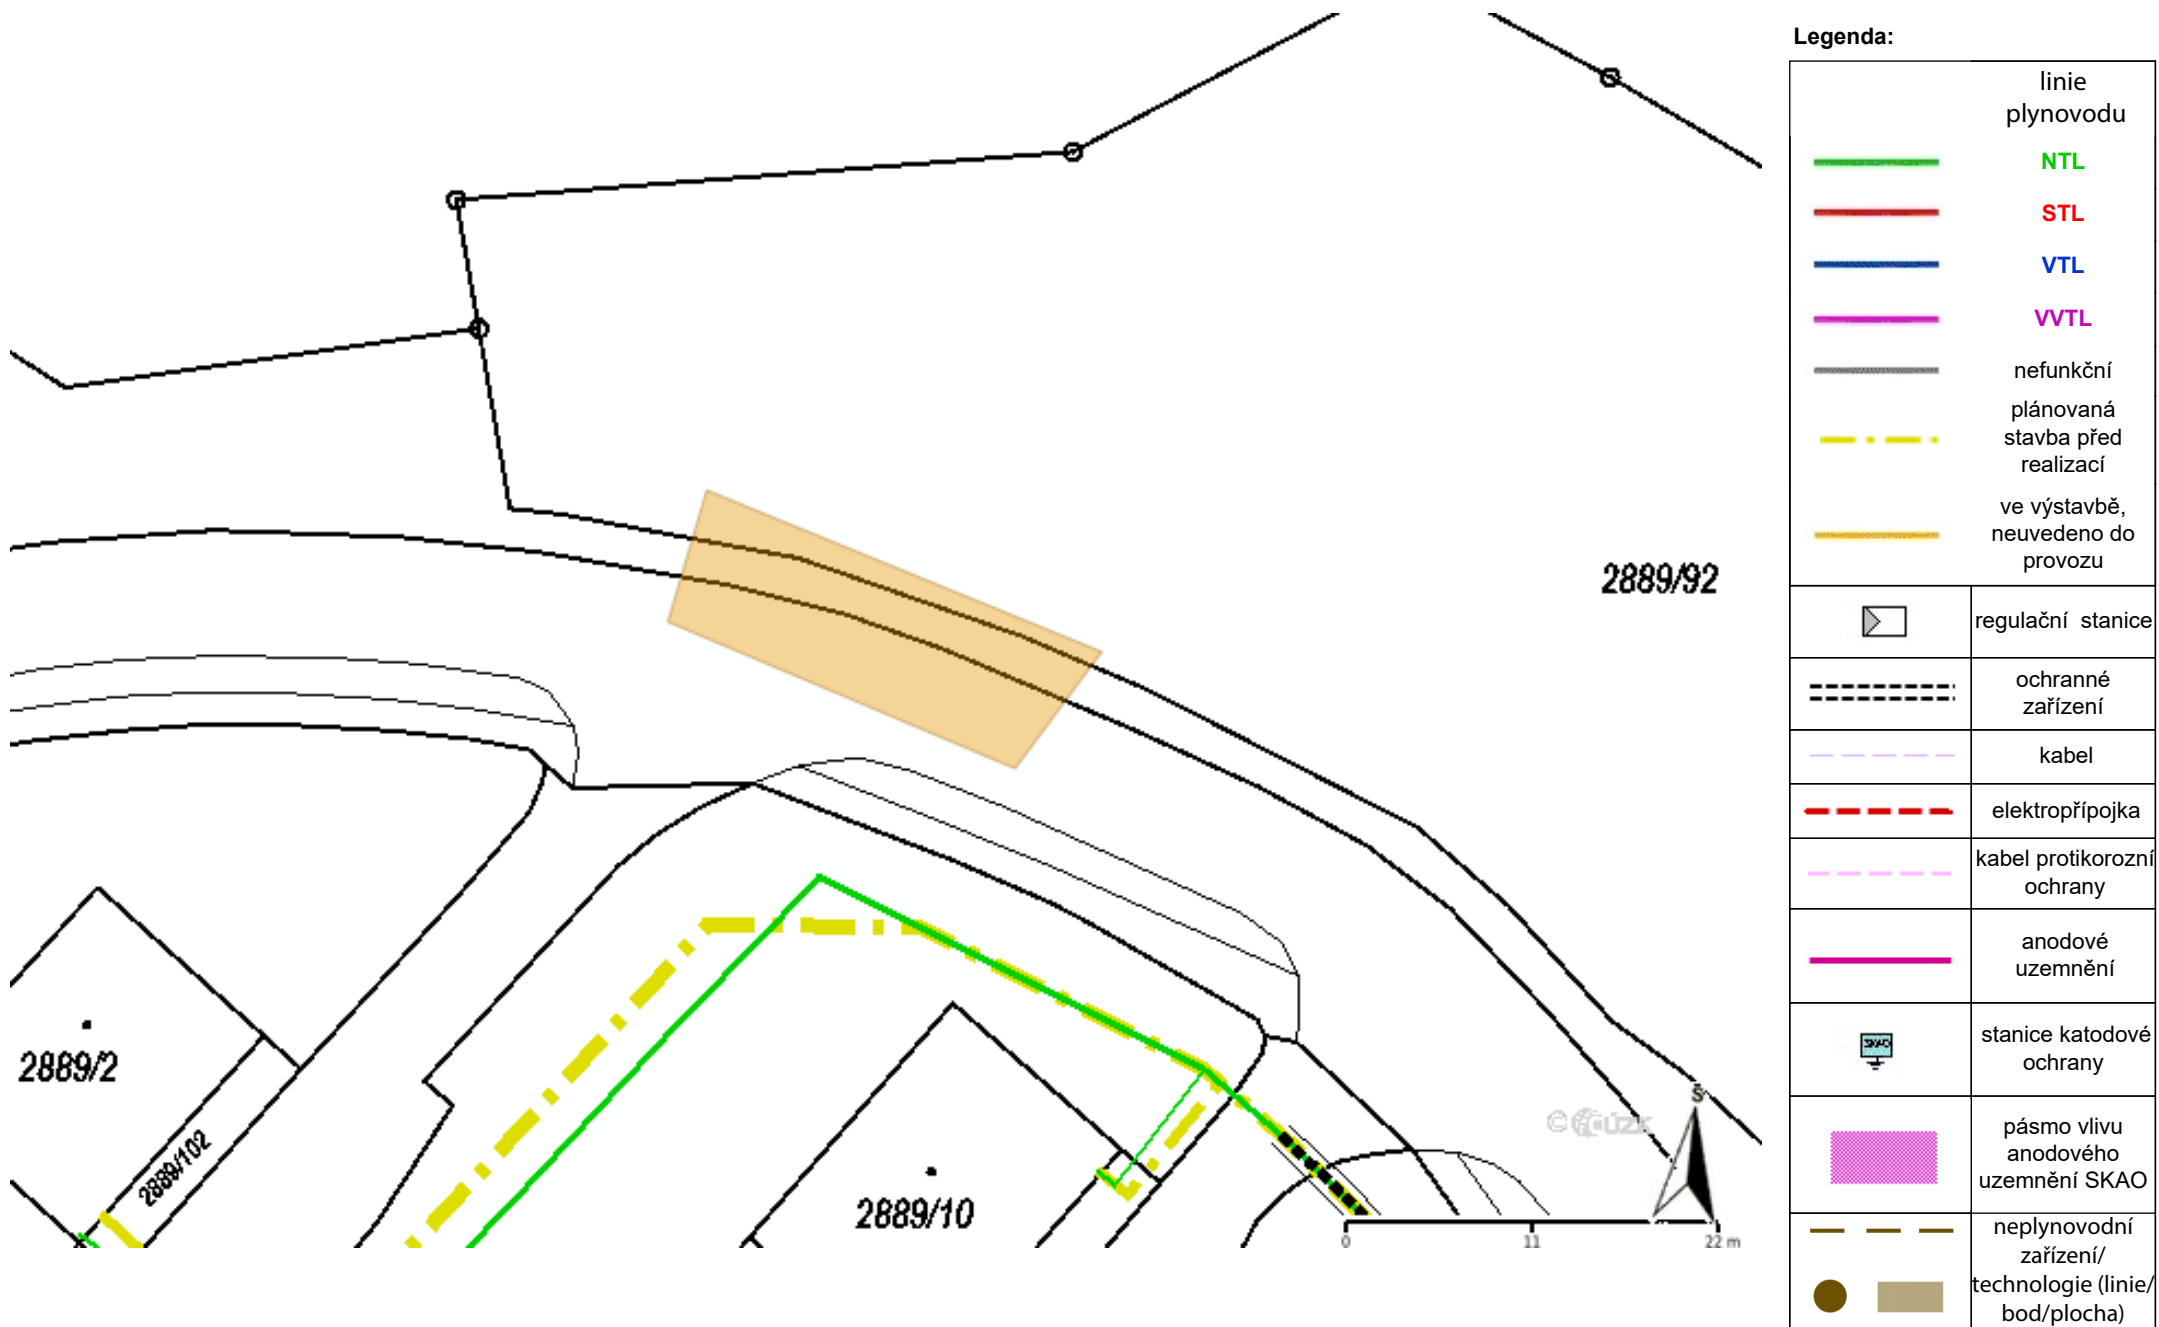 Legenda:
linie
plynovodu
NTL
STL
VTL
VVTL
nefunkční
plánovaná
stavba před
realizací
ve výstavbě,
neuvedeno do
provozu
regulační stanice
ochranné
zařízení
kabel
elektropřípojka
kabel protikorozní
ochrany
anodové
uzemnění
SKAO
stanice katodové
ochrany
pásmo vlivu
anodového
uzemnění SKAO
neplynovodní
zařízení/
technologie (linie/
bod/plocha)
2889/92
2889/2
2889/102
2889/10
© ČÚZK
Š
0
11
22 m